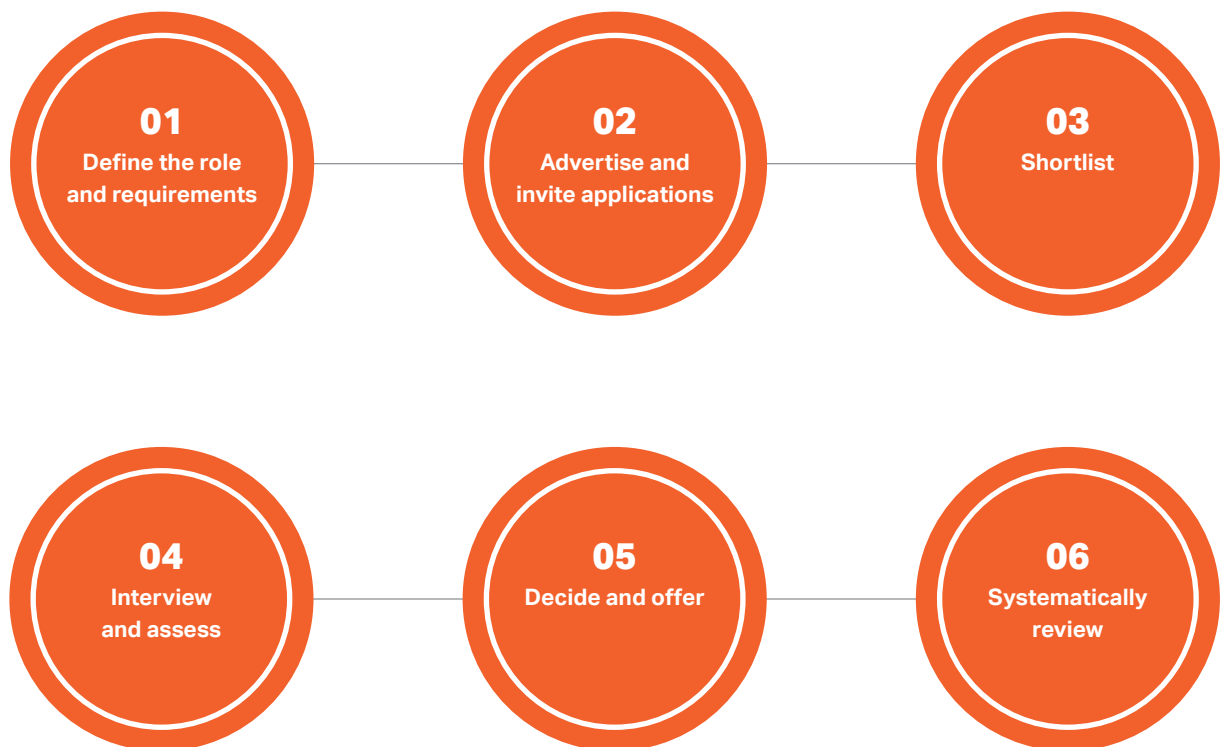 01
Define the role
and requirements
02
Advertise and
invite applications
03
Shortlist
04
Interview
and assess
05
Decide and offer
06
Systematically
review